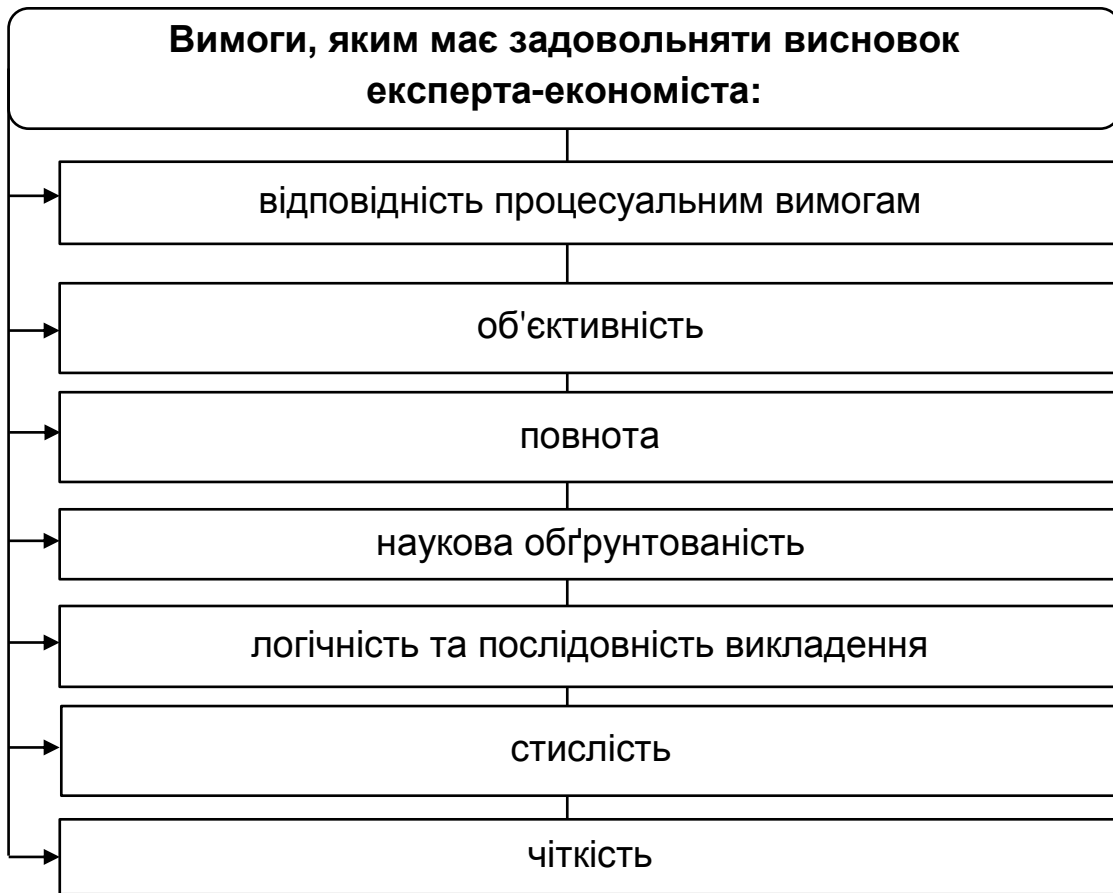 Вимоги, яким має задовольняти висновок
експерта-економіста:
відповідність процесуальним вимогам
об'єктивність
повнота
наукова обґрунтованість
логічність та послідовність викладення
стислість
чіткість